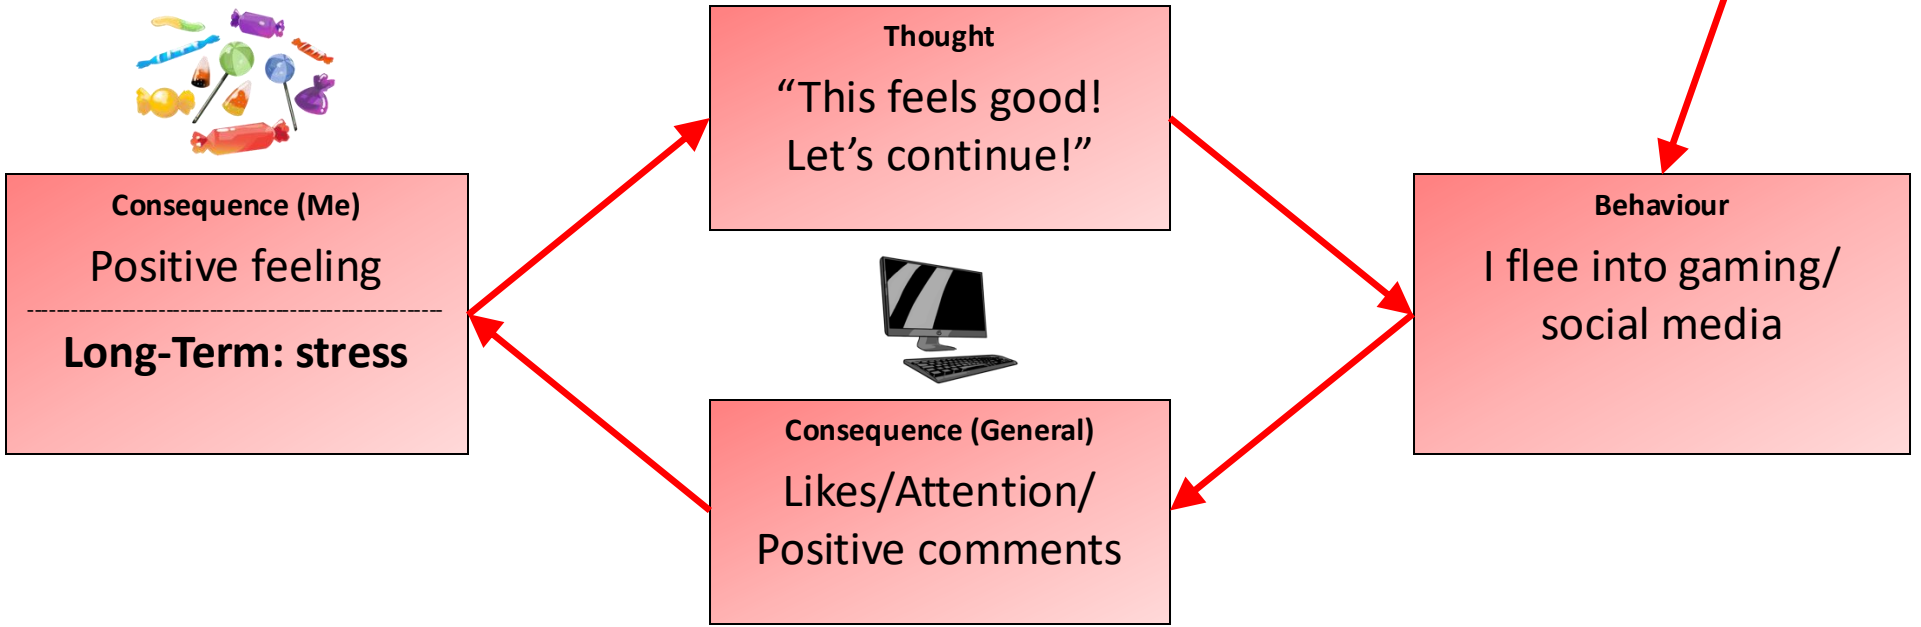 Thought
“This feels good!
Let’s continue!”
Consequence (Me)
Positive feeling
Long-Term: stress
Behaviour
I flee into gaming/
social media
Consequence (General)
Likes/Attention/
Positive comments